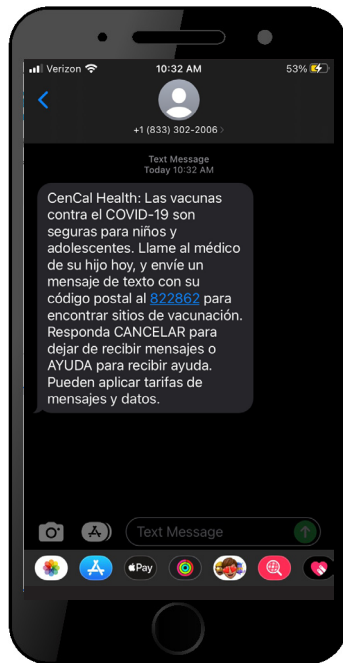 Verizon 10:32 AM 53%
+1 (833) 302-2006
Text Message
Today 10:32 AM
CenCal Health: Las vacunas
contra el COVID-19 son
seguras para niños y
adolescentes. Llame al médico
de su hijo hoy, y envíe un
mensaje de texto con su
código postal al 822862 para
encontrar sitios de vacunación.
Responda CANCELAR para
dejar de recibir mensajes o
AYUDA para recibir ayuda.
Pueden aplicar tarifas de
mensajes y datos.
Text Message
Pay